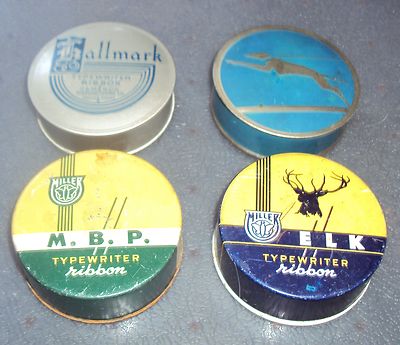 Hallmark
TYPEWRITER
RIBBON
MILLER
M. B. P.
TYPEWRITER
ribbon
MILLER
ELK
TYPEWRITER
ribbon